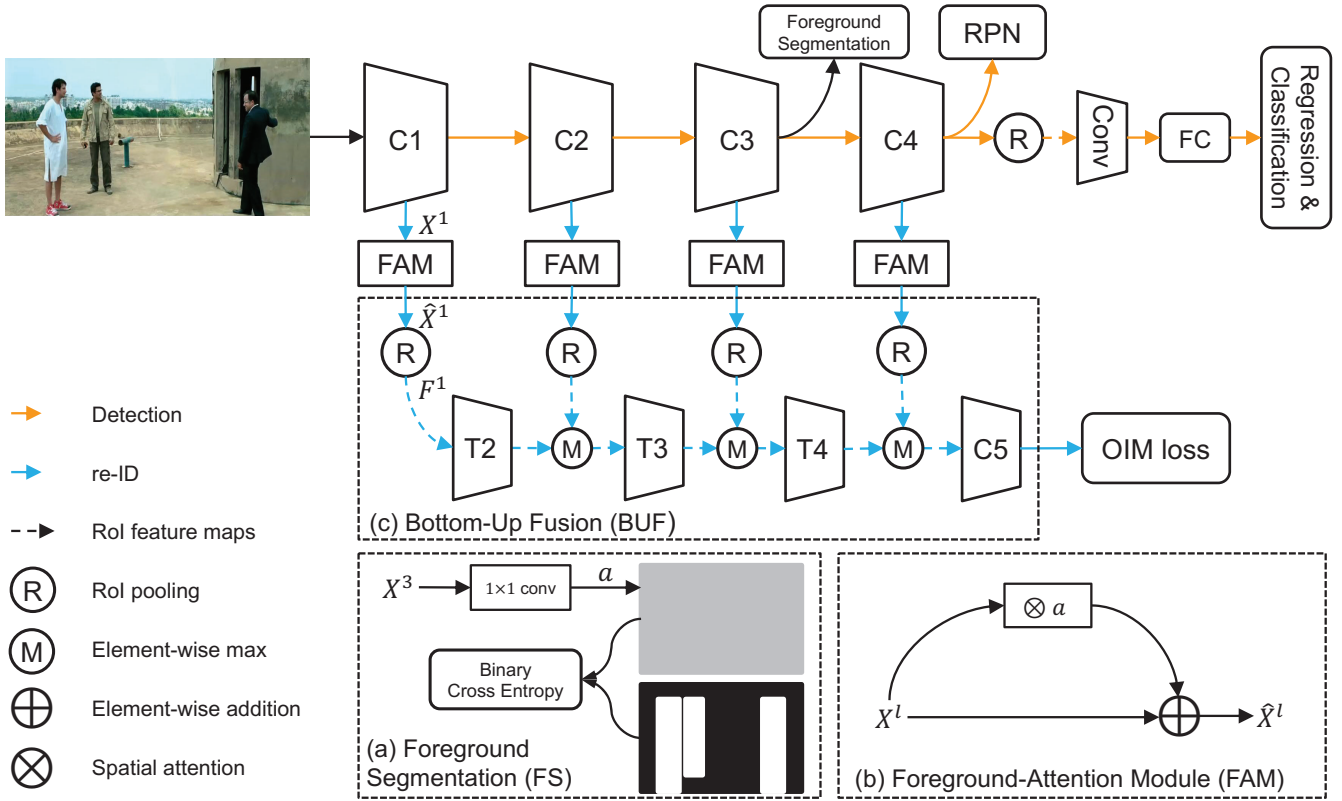 Foreground
Segmentation
RPN
C1
C2
C3
C4
R
Conv
FC
Regression &
Classification
X^1
FAM
FAM
FAM
FAM
X̂^1
R
R
R
R
F^1
T2
M
T3
M
T4
M
C5
OIM loss
(c) Bottom-Up Fusion (BUF)
Detection
re-ID
RoI feature maps
R
RoI pooling
M
Element-wise max
Element-wise addition
Spatial attention
X^3
1×1 conv
a
Binary
Cross Entropy
(a) Foreground
Segmentation (FS)
⊗ a
X^l
X̂^l
(b) Foreground-Attention Module (FAM)